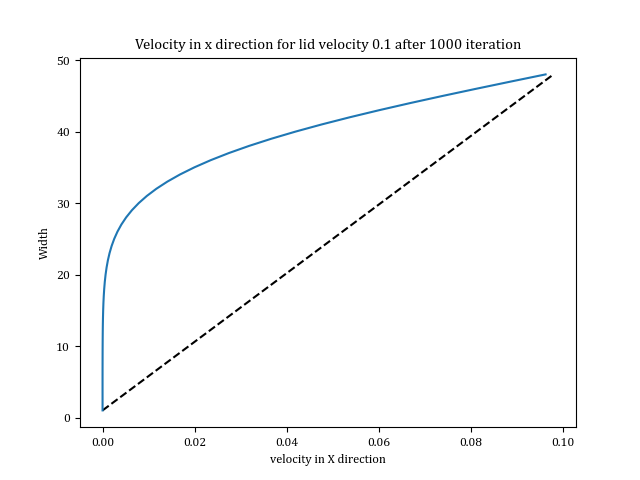 Velocity in x direction for lid velocity 0.1 after 1000 iteration
50
40
30
20
10
0
Width
0.00 0.02 0.04 0.06 0.08 0.10
velocity in X direction